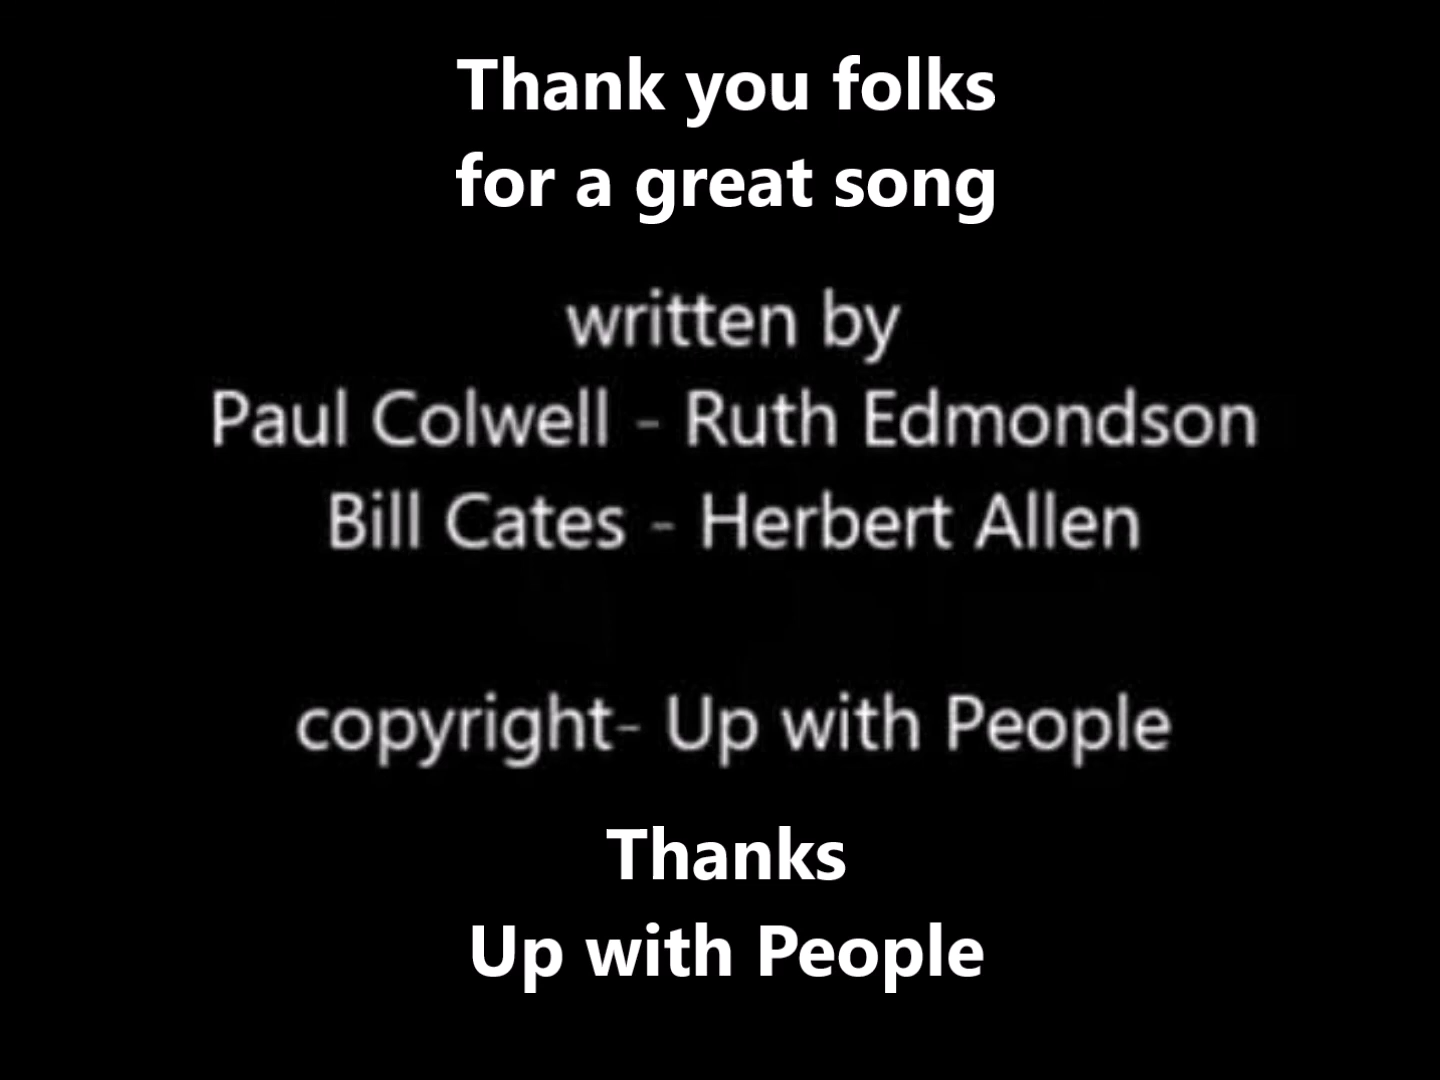 Thank you folks
for a great song
written by
Paul Colwell - Ruth Edmondson
Bill Cates - Herbert Allen
copyright- Up with People
Thanks
Up with People